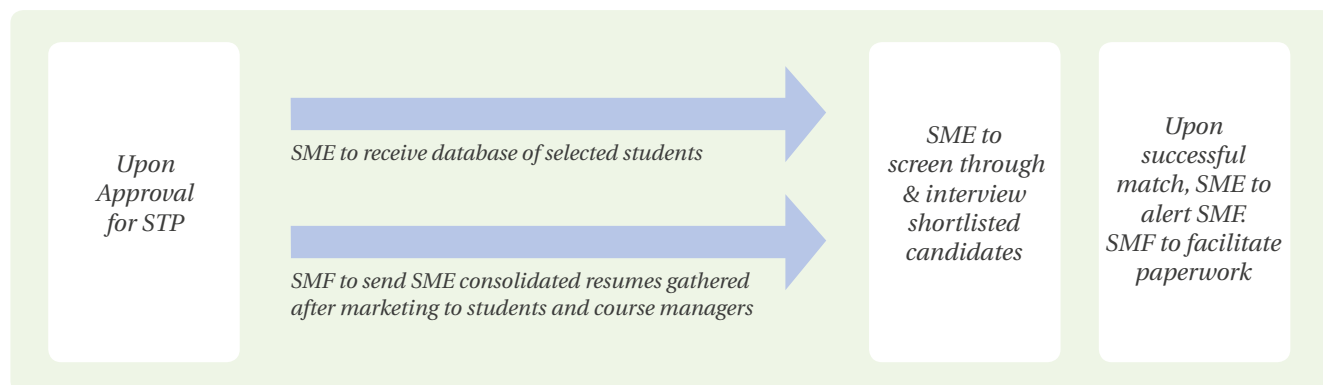 Upon
Approval
for STP
SME to receive database of selected students
SMF to send SME consolidated resumes gathered
after marketing to students and course managers
SME to
screen through
& interview
shortlisted
candidates
Upon
successful
match, SME to
alert SMF.
SMF to facilitate
paperwork